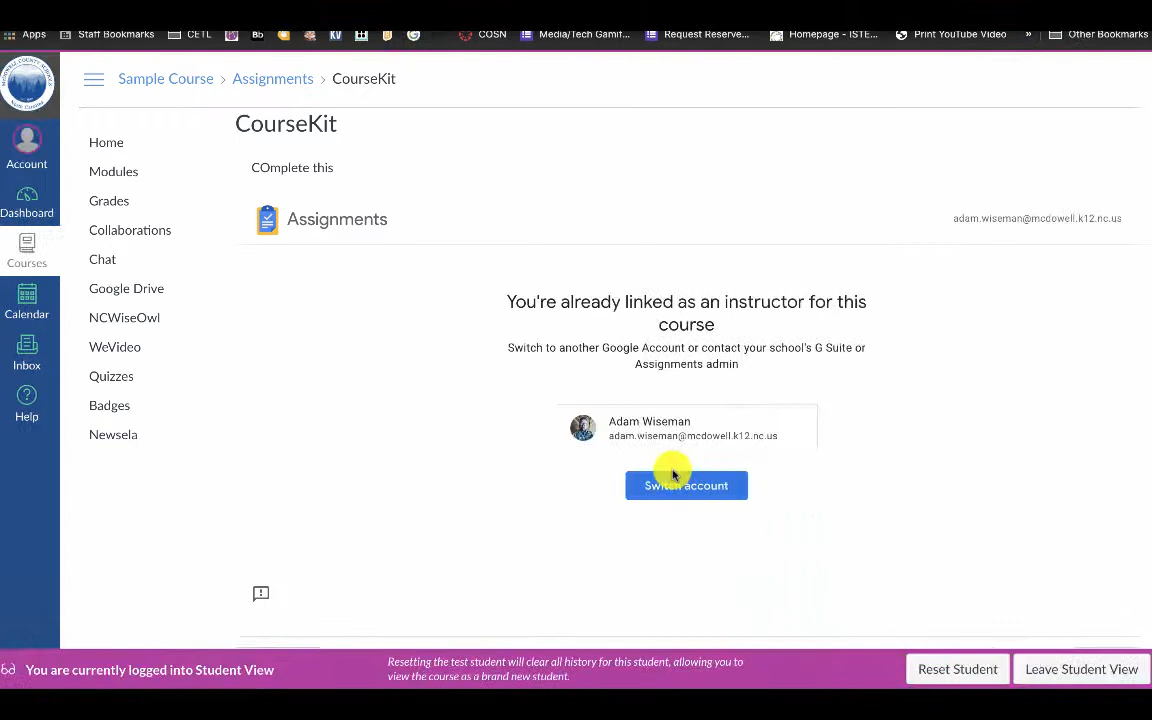 Apps Staff Bookmarks CETL Bb KV COSN Media/Tech Gamif... Request Reserve... Homepage - ISTE... Print YouTube Video » Other Bookmarks
Sample Course > Assignments > CourseKit
CourseKit
Home
Modules
Grades
Collaborations
Chat
Google Drive
NCWiseOwl
WeVideo
Quizzes
Badges
Newsela
Account
Dashboard
Courses
Calendar
Inbox
Help
COmplete this
Assignments
adam.wiseman@mcdowell.k12.nc.us
You're already linked as an instructor for this
course
Switch to another Google Account or contact your school's G Suite or
Assignments admin
Adam Wiseman
adam.wiseman@mcdowell.k12.nc.us
Switch account
You are currently logged into Student View
Resetting the test student will clear all history for this student, allowing you to
view the course as a brand new student.
Reset Student
Leave Student View